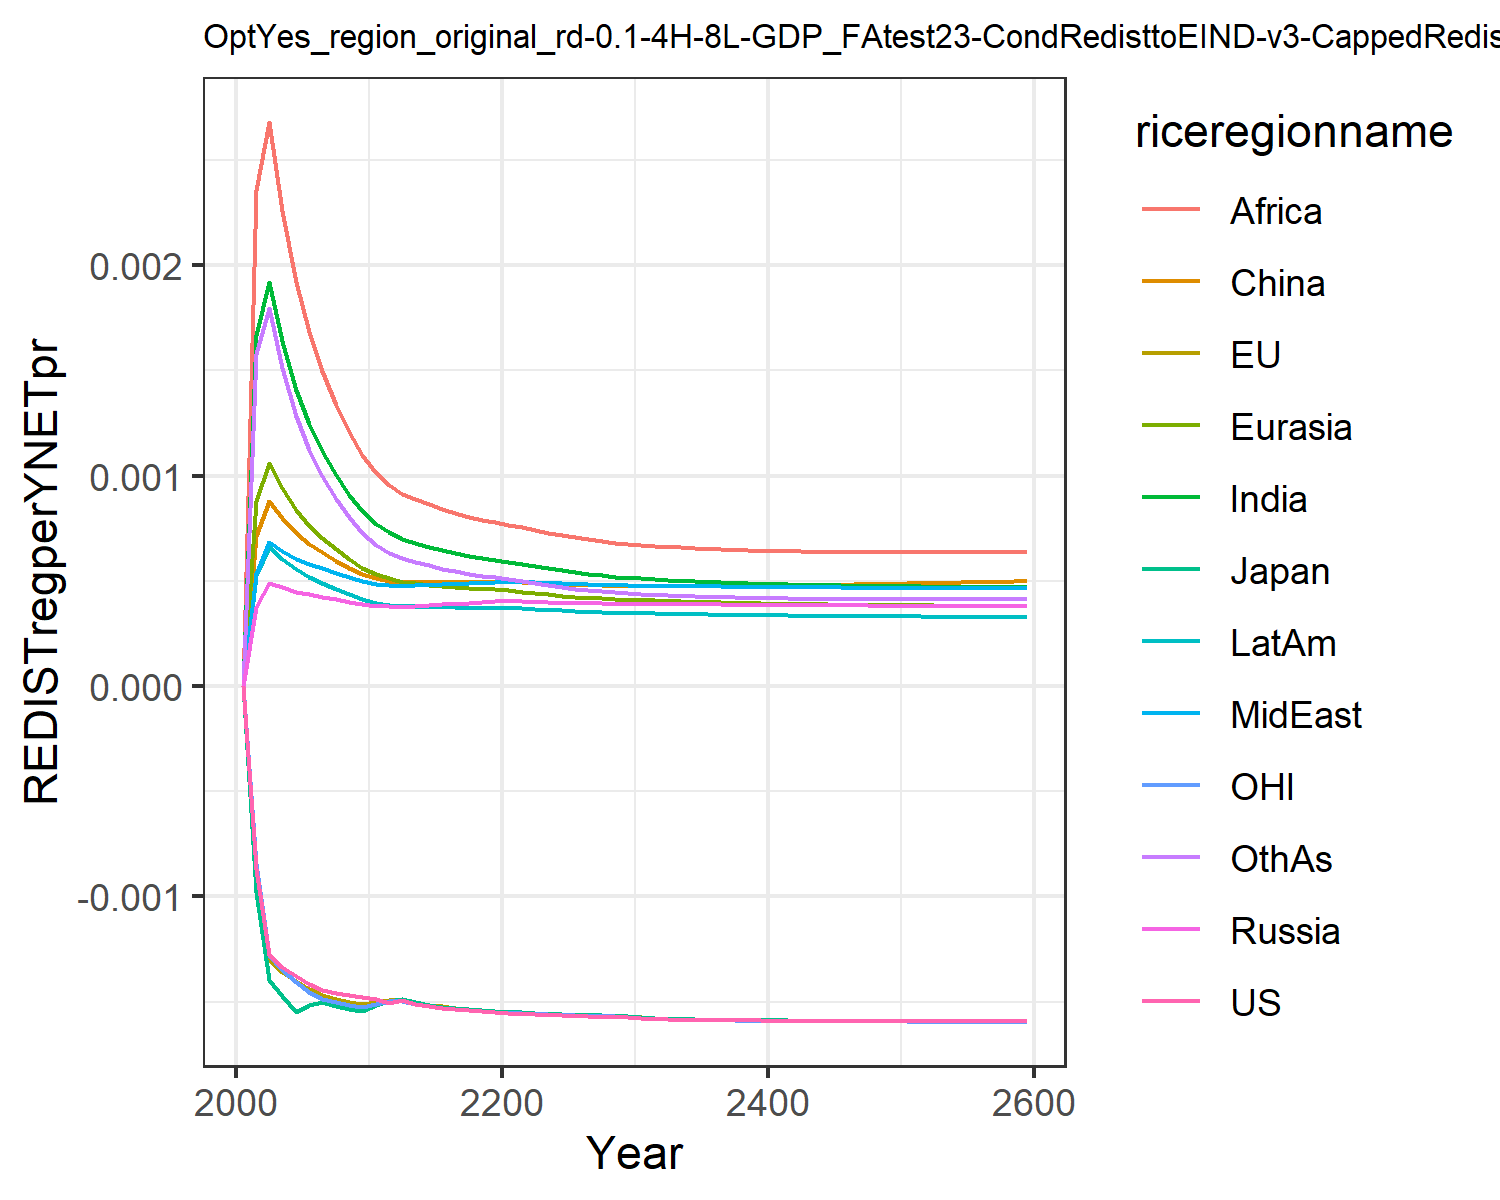 OptYes_region_original_rd-0.1-4H-8L-GDP_FAtest23-CondRedisttoEIND-v3-CappedRedis
riceregionname
Africa
China
EU
Eurasia
India
Japan
LatAm
MidEast
OHI
OthAs
Russia
US
REDISTregperYNETpr
0.002
0.001
0.000
-0.001
2000
2200
2400
2600
Year